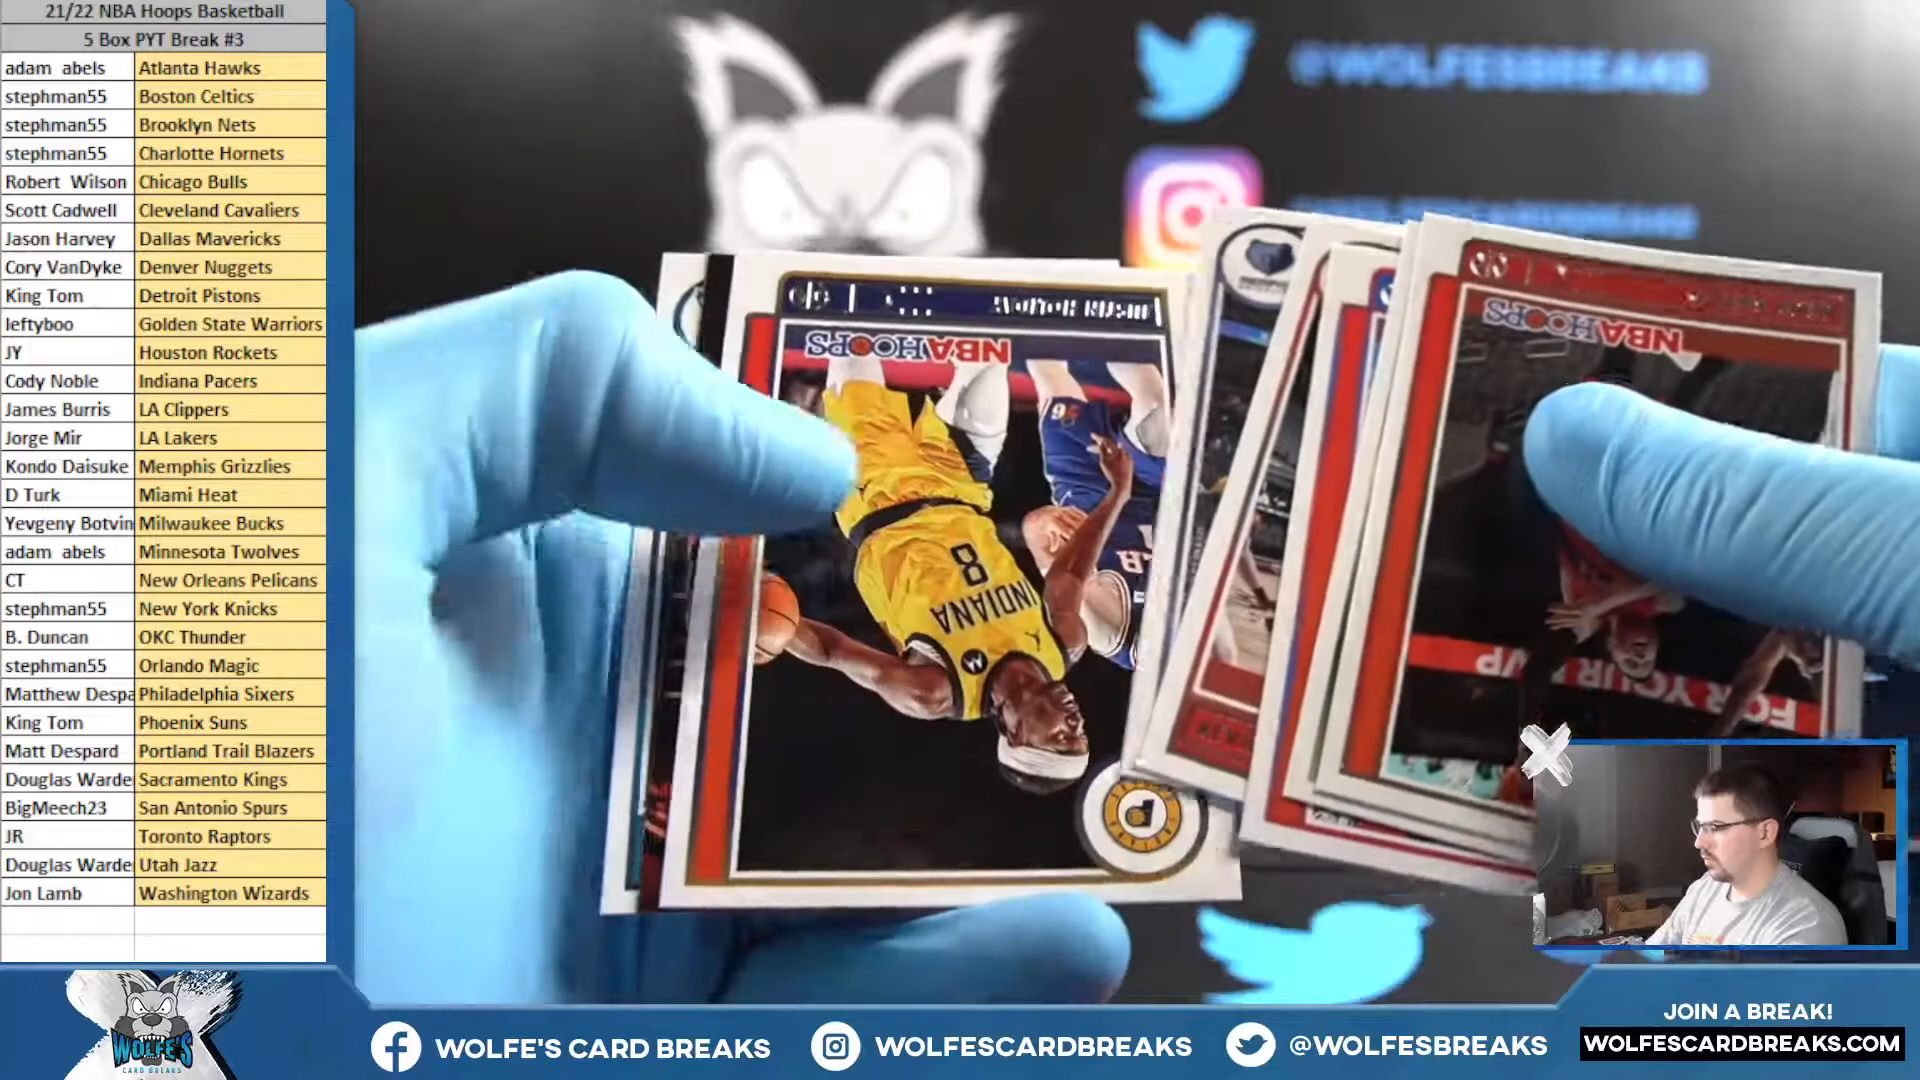 21/22 NBA Hoops Basketball
5 Box PYT Break #3
adam abels Atlanta Hawks
stephman55 Boston Celtics
stephman55 Brooklyn Nets
stephman55 Charlotte Hornets
Robert Wilson Chicago Bulls
Scott Cadwell Cleveland Cavaliers
Jason Harvey Dallas Mavericks
Cory VanDyke Denver Nuggets
King Tom Detroit Pistons
leftyboo Golden State Warriors
JY Houston Rockets
Cody Noble Indiana Pacers
James Burris LA Clippers
Jorge Mir LA Lakers
Kondo Daisuke Memphis Grizzlies
D Turk Miami Heat
Yevgeny Botvin Milwaukee Bucks
adam abels Minnesota Twolves
CT New Orleans Pelicans
stephman55 New York Knicks
B. Duncan OKC Thunder
stephman55 Orlando Magic
Matthew Despa Philadelphia Sixers
King Tom Phoenix Suns
Matt Despard Portland Trail Blazers
Douglas Warde Sacramento Kings
BigMeech23 San Antonio Spurs
JR Toronto Raptors
Douglas Warde Utah Jazz
Jon Lamb Washington Wizards
@WOLFESBREAKS
NBA HOOPS
INDIANA
8
NBA HOOPS
FOR YOUR
VP
WOLFE'S
CARD BREAKS
WOLFE'S CARD BREAKS
WOLFESCARDBREAKS
@WOLFESBREAKS
JOIN A BREAK!
WOLFESCARDBREAKS.COM